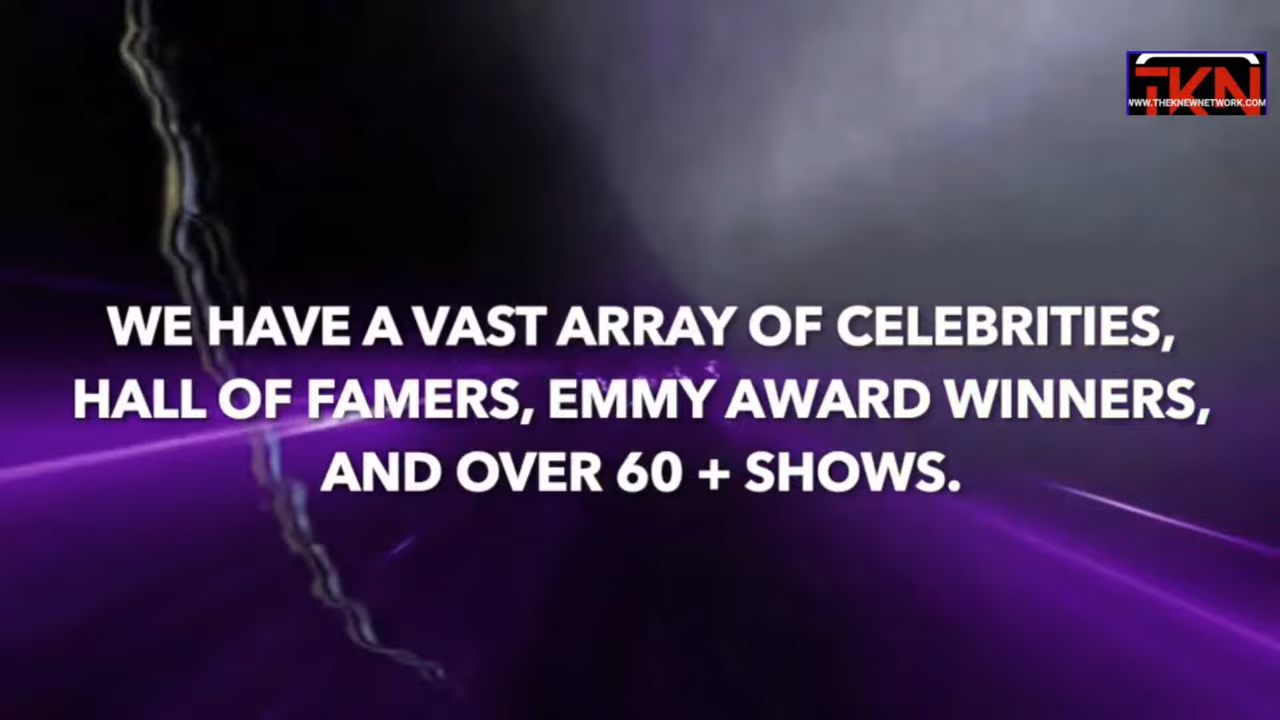 TKN
WWW.THEKNEWNETWORK.COM
WE HAVE A VAST ARRAY OF CELEBRITIES,
HALL OF FAMERS, EMMY AWARD WINNERS,
AND OVER 60 + SHOWS.